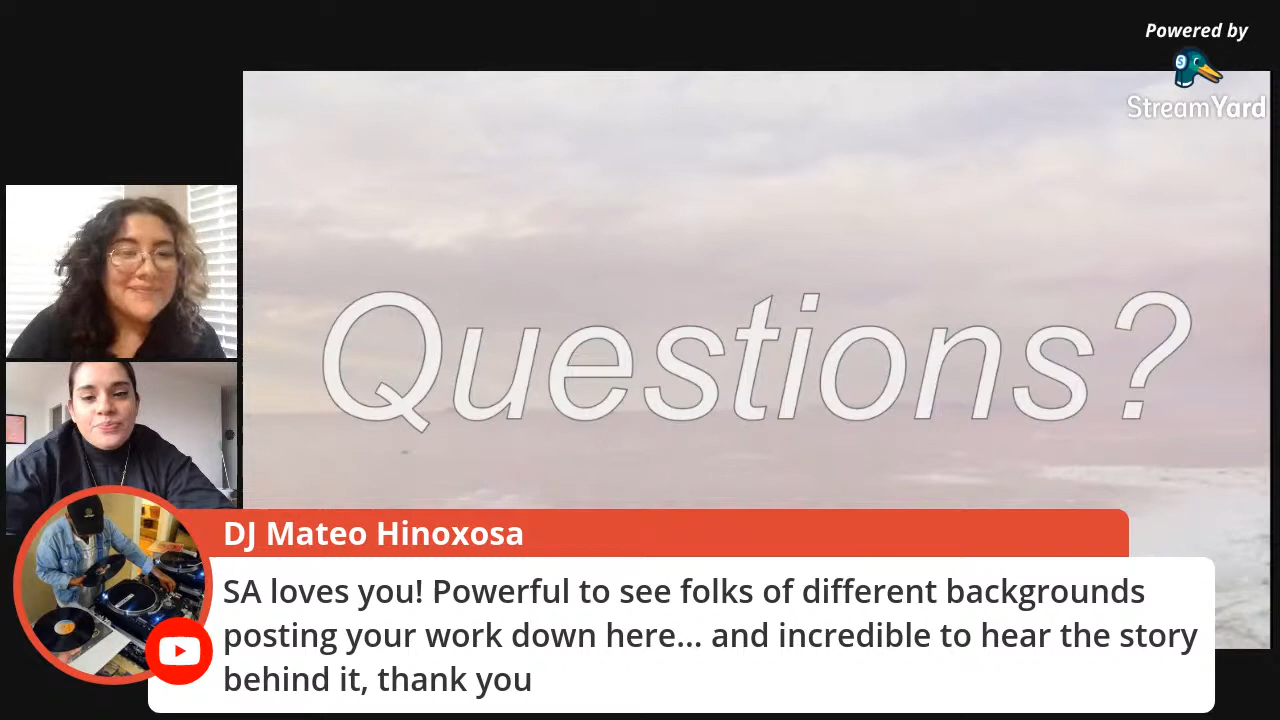 Powered by
StreamYard
Questions?
DJ Mateo Hinoxosa
SA loves you! Powerful to see folks of different backgrounds
posting your work down here... and incredible to hear the story
behind it, thank you